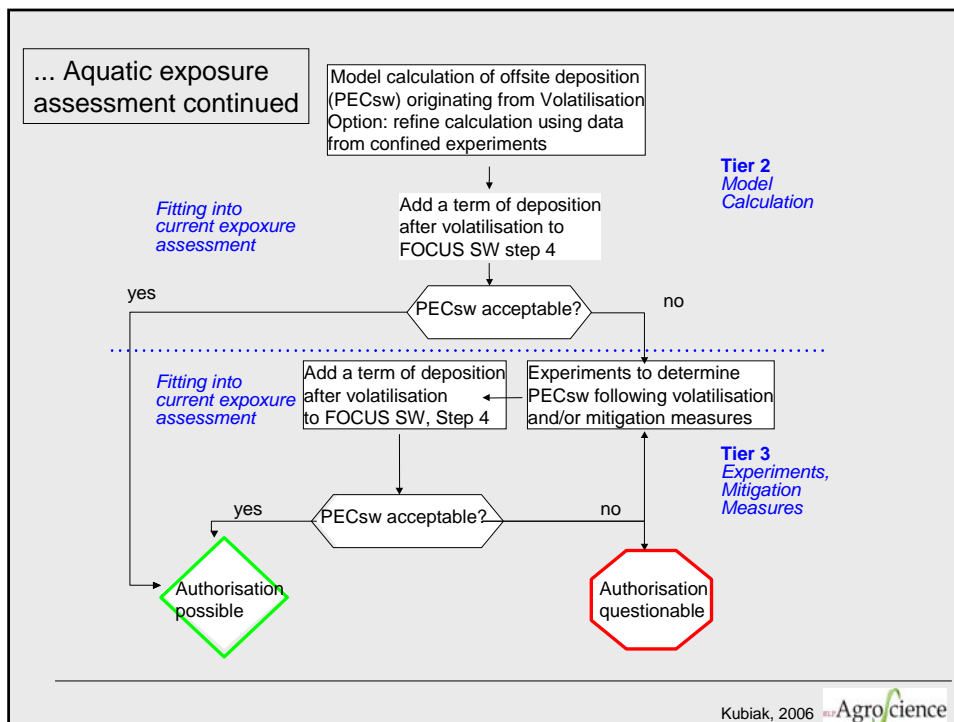 ... Aquatic exposure
assessment continued
Model calculation of offsite deposition
(PECsw) originating from Volatilisation
Option: refine calculation using data
from confined experiments
Tier 2
Model
Calculation
Fitting into
current expoxure
assessment
Add a term of deposition
after volatilisation to
FOCUS SW step 4
yes
PECsw acceptable?
no
Fitting into
current expoxure
assessment
Add a term of deposition
after volatilisation
to FOCUS SW, Step 4
Experiments to determine
PECsw following volatilisation
and/or mitigation measures
Tier 3
Experiments,
Mitigation
Measures
yes
PECsw acceptable?
no
Authorisation
possible
Authorisation
questionable
Kubiak, 2006
RLP AgroScience